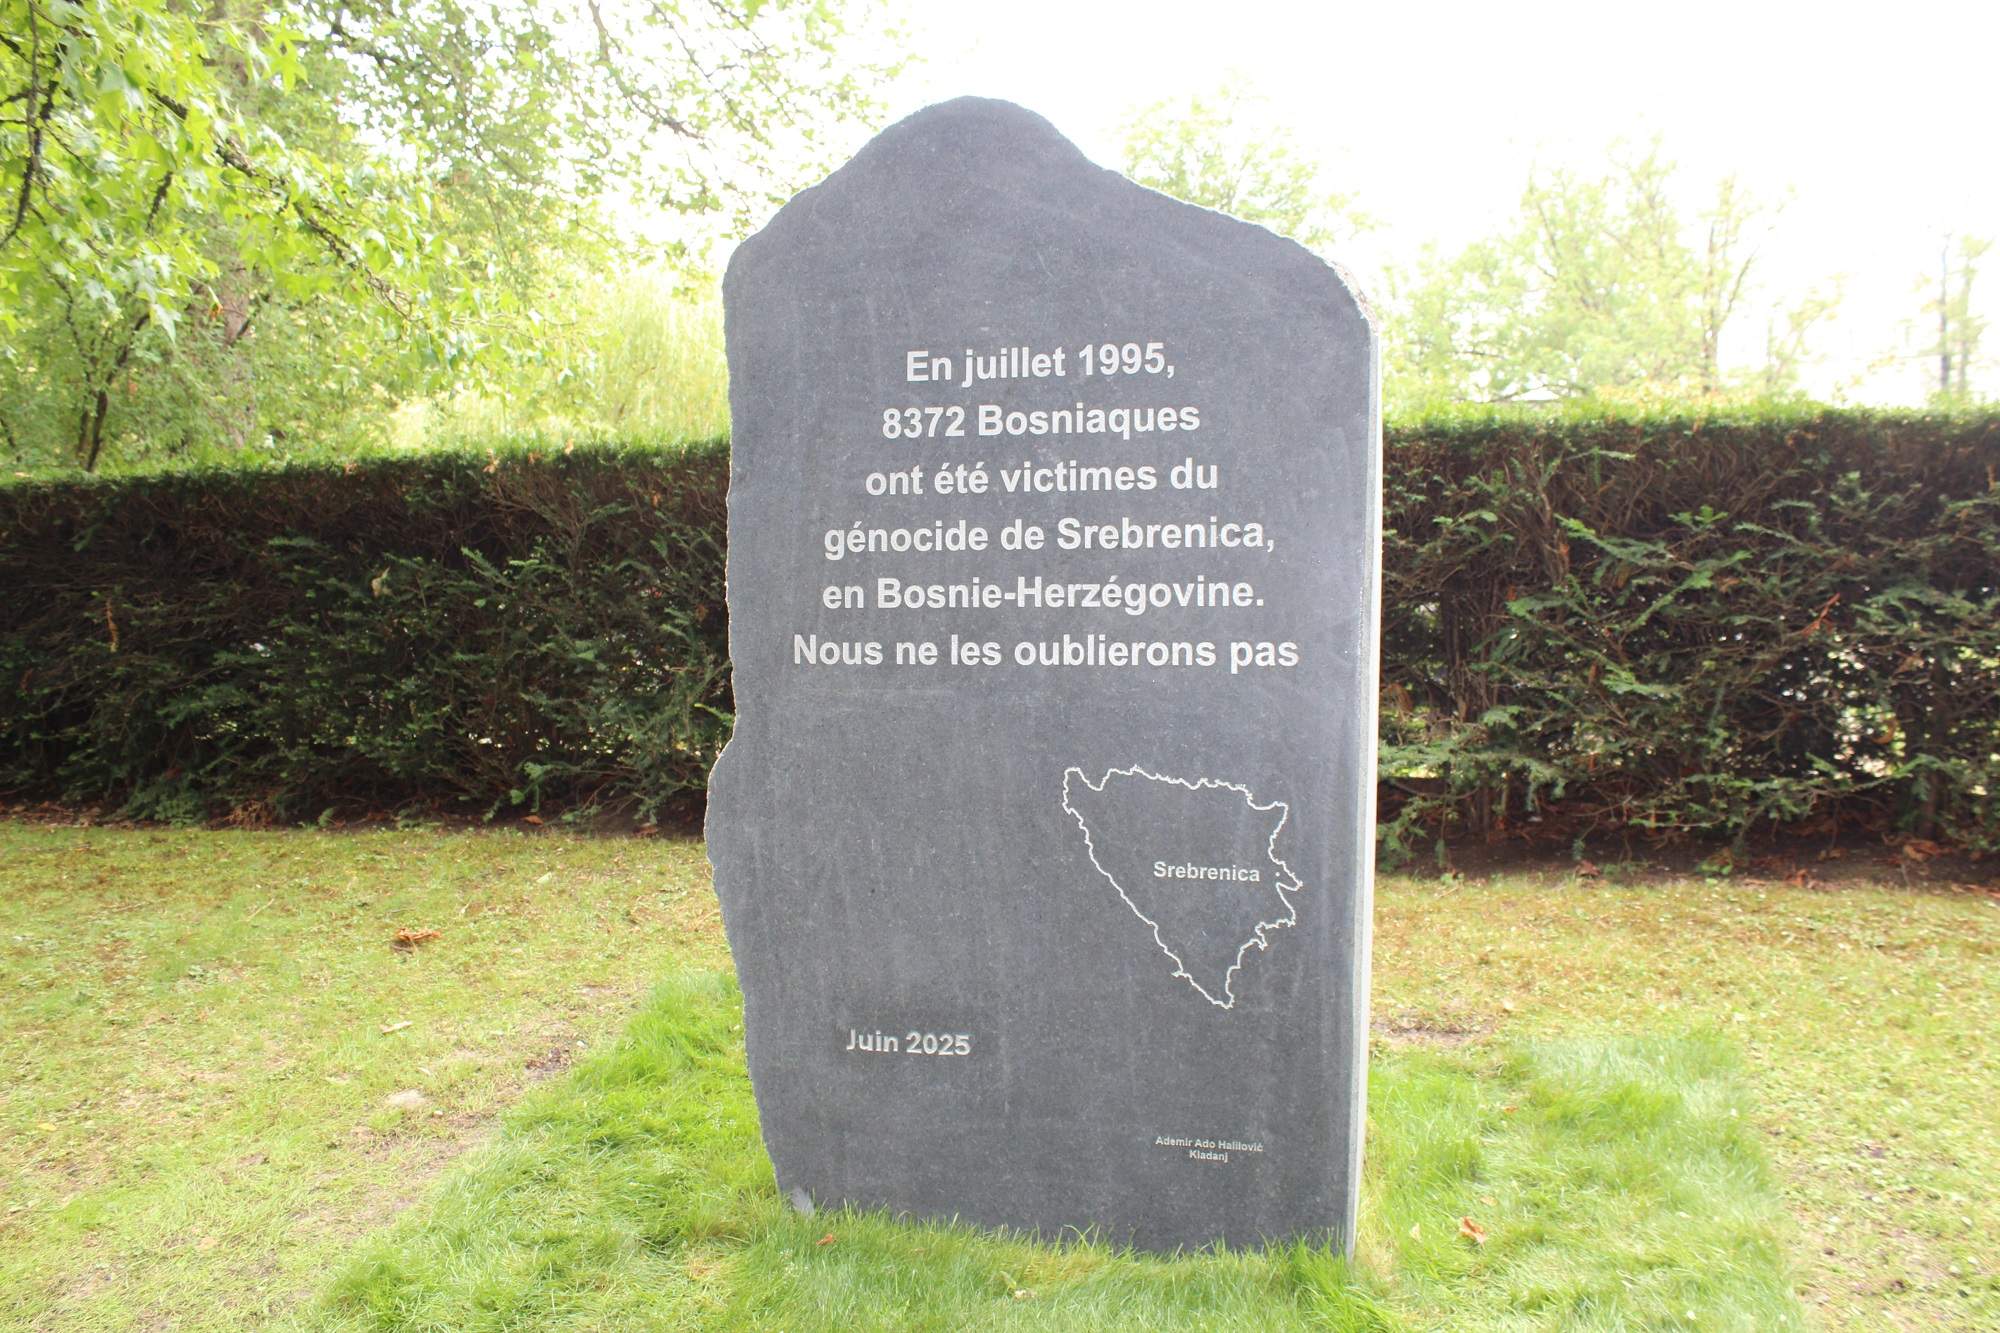 En juillet 1995,
8372 Bosniaques
ont été victimes du
génocide de Srebrenica,
en Bosnie-Herzégovine.
Nous ne les oublierons pas
Srebrenica
Juin 2025
Ademir Ado Halilović
Kladanj